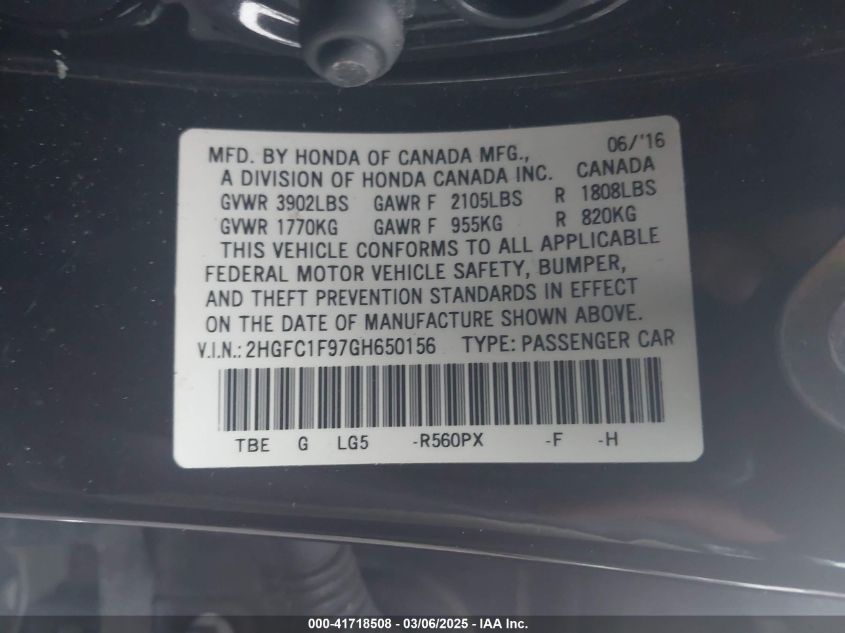 06/'16
MFD. BY HONDA OF CANADA MFG.,
A DIVISION OF HONDA CANADA INC. CANADA
GVWR 3902LBS GAWR F 2105LBS R 1808LBS
GVWR 1770KG GAWR F 955KG R 820KG
THIS VEHICLE CONFORMS TO ALL APPLICABLE
FEDERAL MOTOR VEHICLE SAFETY, BUMPER,
AND THEFT PREVENTION STANDARDS IN EFFECT
ON THE DATE OF MANUFACTURE SHOWN ABOVE.
V.I.N.: 2HGFC1F97GH650156 TYPE: PASSENGER CAR
TBE G LG5 -R560PX -F -H
000-41718508 - 03/06/2025 - IAA Inc.